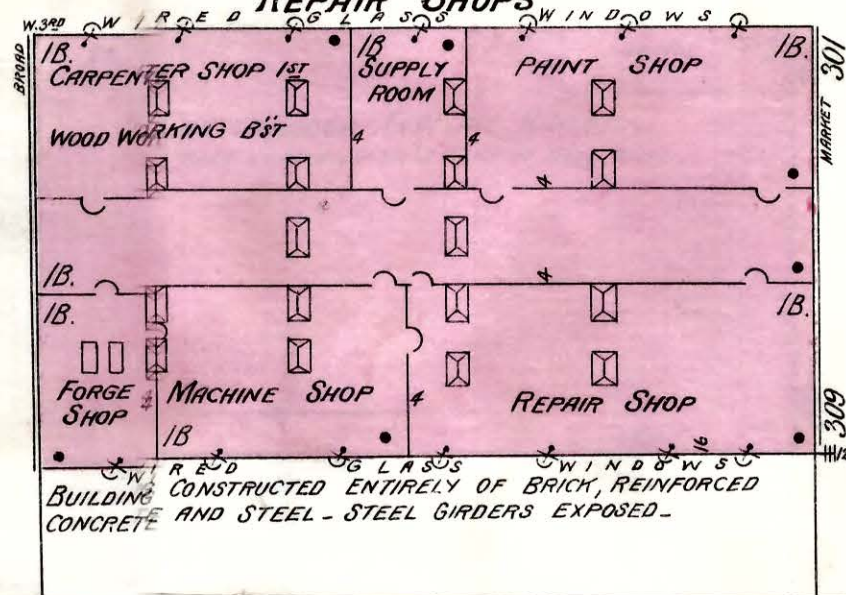 REPAIR SHOPS
W. 3RD WIRED GLASS WINDOWS
BROAD
1B. 1B. 1B. 301
CARPENTER SHOP 1ST SUPPLY ROOM PAINT SHOP
WOOD WORKING B'ST 4 4 4
MARKET
1B. 4
1B. 1B.
FORGE SHOP 4 MACHINE SHOP 4 REPAIR SHOP 309
1B 16 12
WIRED GLASS WINDOWS
BUILDING CONSTRUCTED ENTIRELY OF BRICK, REINFORCED
CONCRETE AND STEEL - STEEL GIRDERS EXPOSED -